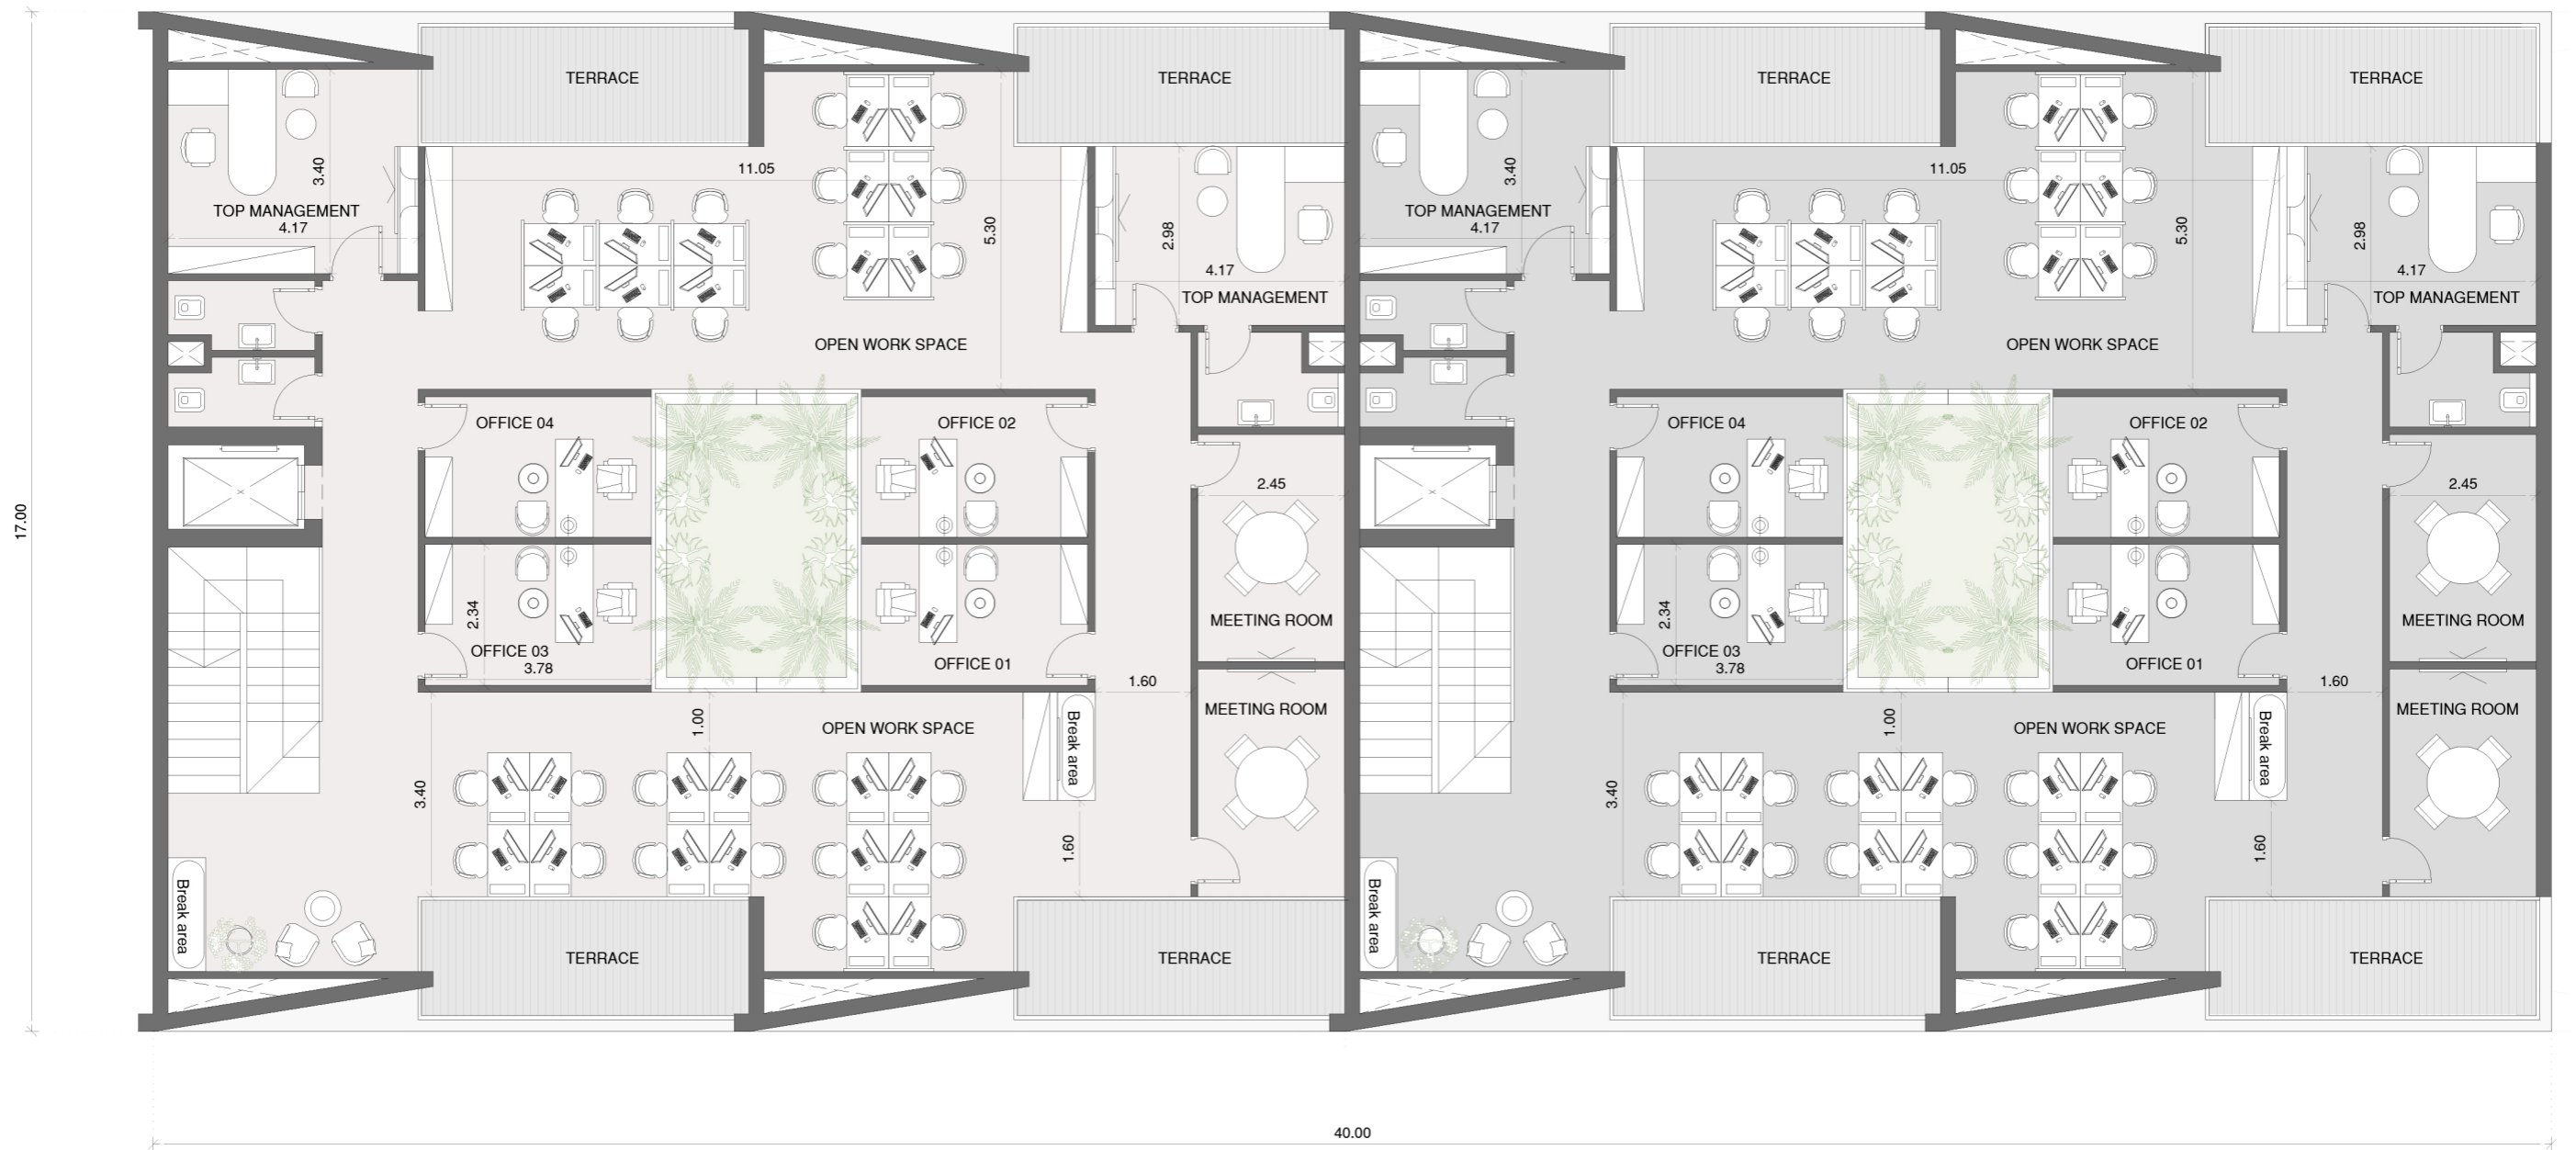 TERRACE
TERRACE
TERRACE
TERRACE
3.40
11.05
3.40
11.05
TOP MANAGEMENT
4.17
5.30
2.98
4.17
TOP MANAGEMENT
TOP MANAGEMENT
4.17
5.30
2.98
4.17
TOP MANAGEMENT
OPEN WORK SPACE
OPEN WORK SPACE
OFFICE 04
OFFICE 02
OFFICE 04
OFFICE 02
2.45
2.45
17.00
2.34
OFFICE 03
3.78
OFFICE 01
MEETING ROOM
2.34
OFFICE 03
3.78
OFFICE 01
MEETING ROOM
1.60
1.60
1.00
OPEN WORK SPACE
Break area
MEETING ROOM
1.00
OPEN WORK SPACE
Break area
MEETING ROOM
3.40
1.60
3.40
1.60
Break area
Break area
TERRACE
TERRACE
TERRACE
TERRACE
40.00